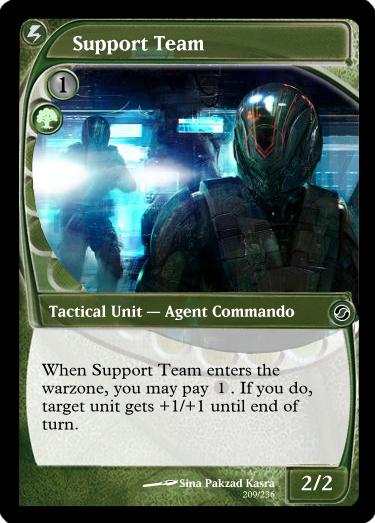 Support Team
1
Tactical Unit — Agent Commando
When Support Team enters the
warzone, you may pay 1. If you do,
target unit gets +1/+1 until end of
turn.
Sina Pakzad Kasra
209/236
2/2